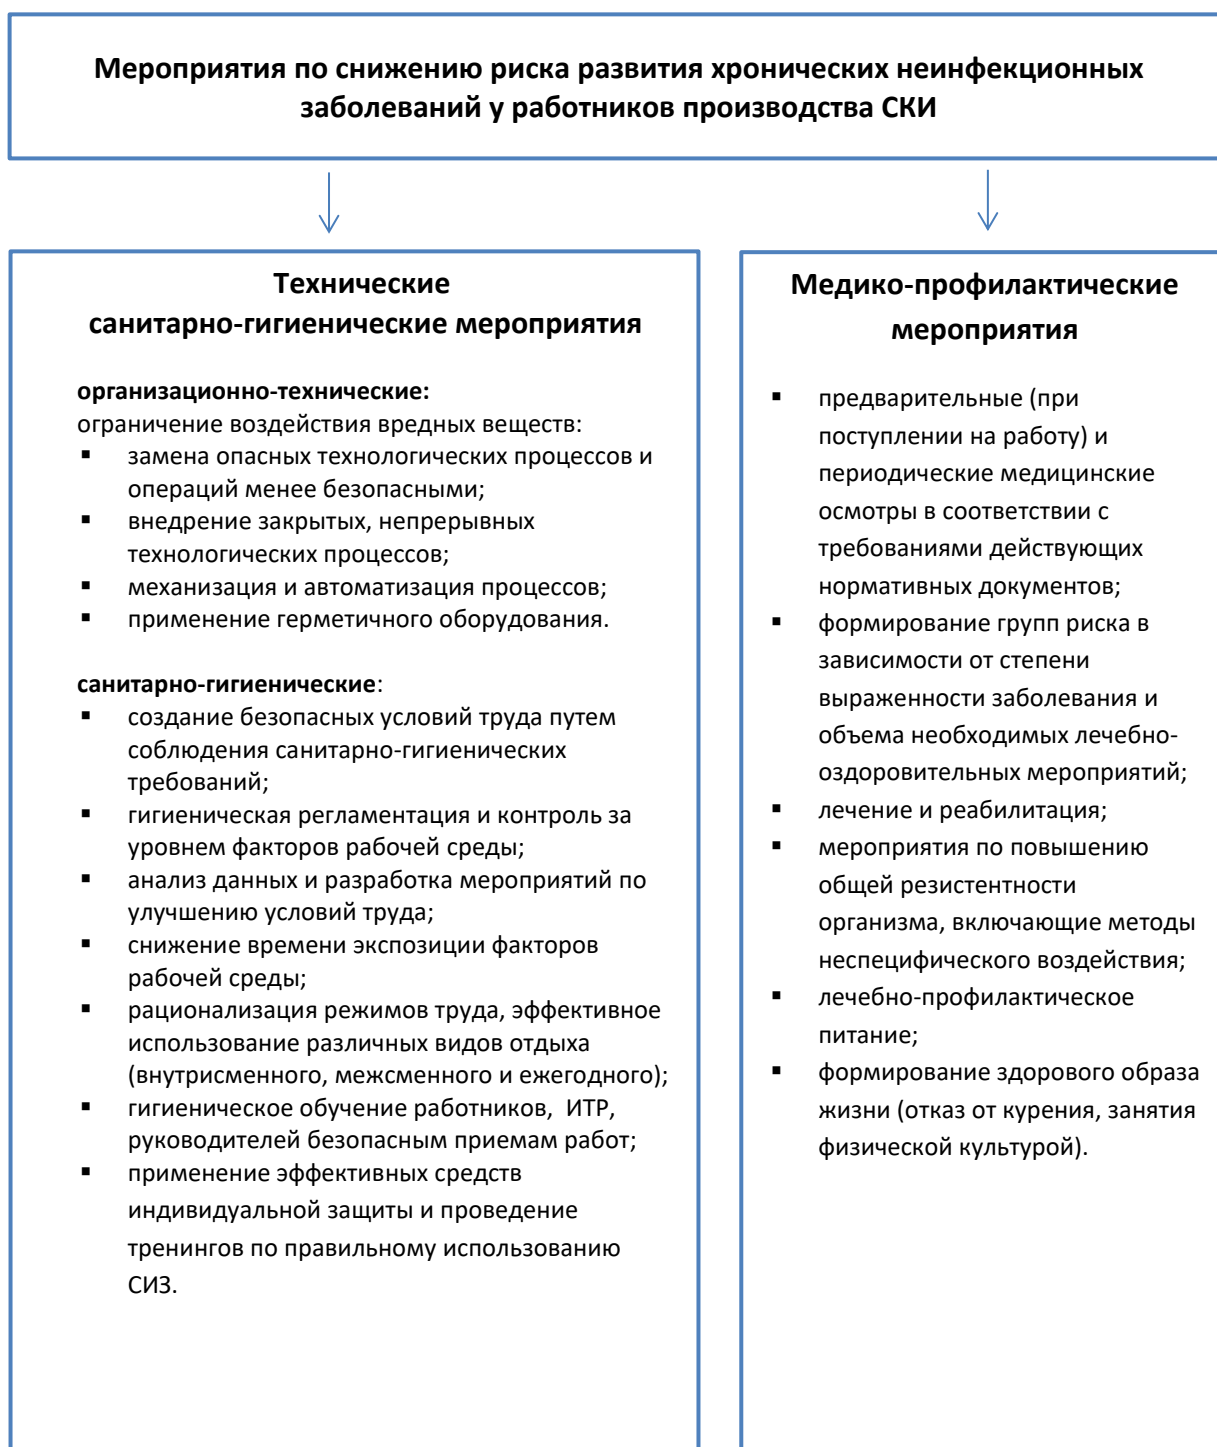 Мероприятия по снижению риска развития хронических неинфекционных
заболеваний у работников производства СКИ
Технические
санитарно-гигиенические мероприятия
организационно-технические:
ограничение воздействия вредных веществ:
▪ замена опасных технологических процессов и
операций менее безопасными;
▪ внедрение закрытых, непрерывных
технологических процессов;
▪ механизация и автоматизация процессов;
▪ применение герметичного оборудования.
санитарно-гигиенические:
▪ создание безопасных условий труда путем
соблюдения санитарно-гигиенических
требований;
▪ гигиеническая регламентация и контроль за
уровнем факторов рабочей среды;
▪ анализ данных и разработка мероприятий по
улучшению условий труда;
▪ снижение времени экспозиции факторов
рабочей среды;
▪ рационализация режимов труда, эффективное
использование различных видов отдыха
(внутрисменного, межсменного и ежегодного);
▪ гигиеническое обучение работников, ИТР,
руководителей безопасным приемам работ;
▪ применение эффективных средств
индивидуальной защиты и проведение
тренингов по правильному использованию
СИЗ.
Медико-профилактические
мероприятия
▪ предварительные (при
поступлении на работу) и
периодические медицинские
осмотры в соответствии с
требованиями действующих
нормативных документов;
▪ формирование групп риска в
зависимости от степени
выраженности заболевания и
объема необходимых лечебно-
оздоровительных мероприятий;
▪ лечение и реабилитация;
▪ мероприятия по повышению
общей резистентности
организма, включающие методы
неспецифического воздействия;
▪ лечебно-профилактическое
питание;
▪ формирование здорового образа
жизни (отказ от курения, занятия
физической культурой).